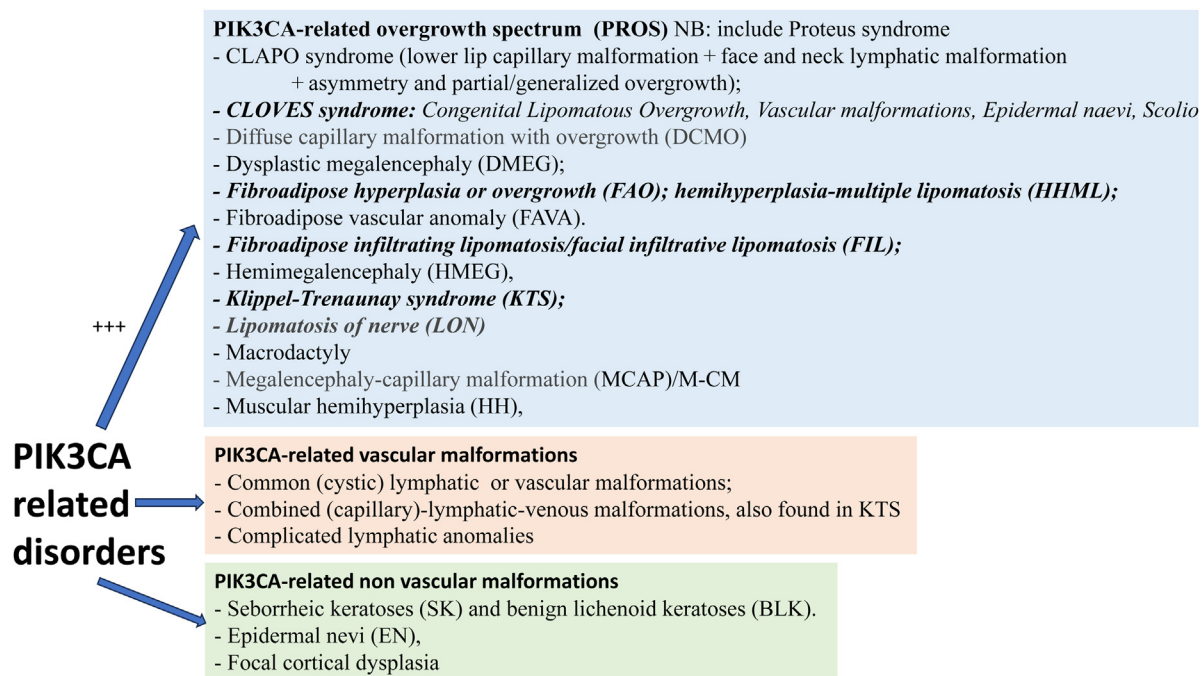 PIK3CA-related overgrowth spectrum (PROS) NB: include Proteus syndrome
- CLAPO syndrome (lower lip capillary malformation + face and neck lymphatic malformation
+ asymmetry and partial/generalized overgrowth);
- CLOVES syndrome: Congenital Lipomatous Overgrowth, Vascular malformations, Epidermal naevi, Scolio
- Diffuse capillary malformation with overgrowth (DCMO)
- Dysplastic megalencephaly (DMEG);
- Fibroadipose hyperplasia or overgrowth (FAO); hemihyperplasia-multiple lipomatosis (HHML);
- Fibroadipose vascular anomaly (FAVA).
- Fibroadipose infiltrating lipomatosis/facial infiltrative lipomatosis (FIL);
- Hemimegalencephaly (HMEG),
- Klippel-Trenaunay syndrome (KTS);
- Lipomatosis of nerve (LON)
- Macrodactyly
- Megalencephaly-capillary malformation (MCAP)/M-CM
- Muscular hemihyperplasia (HH),
+++
PIK3CA
related
disorders
PIK3CA-related vascular malformations
- Common (cystic) lymphatic or vascular malformations;
- Combined (capillary)-lymphatic-venous malformations, also found in KTS
- Complicated lymphatic anomalies
PIK3CA-related non vascular malformations
- Seborrheic keratoses (SK) and benign lichenoid keratoses (BLK).
- Epidermal nevi (EN),
- Focal cortical dysplasia